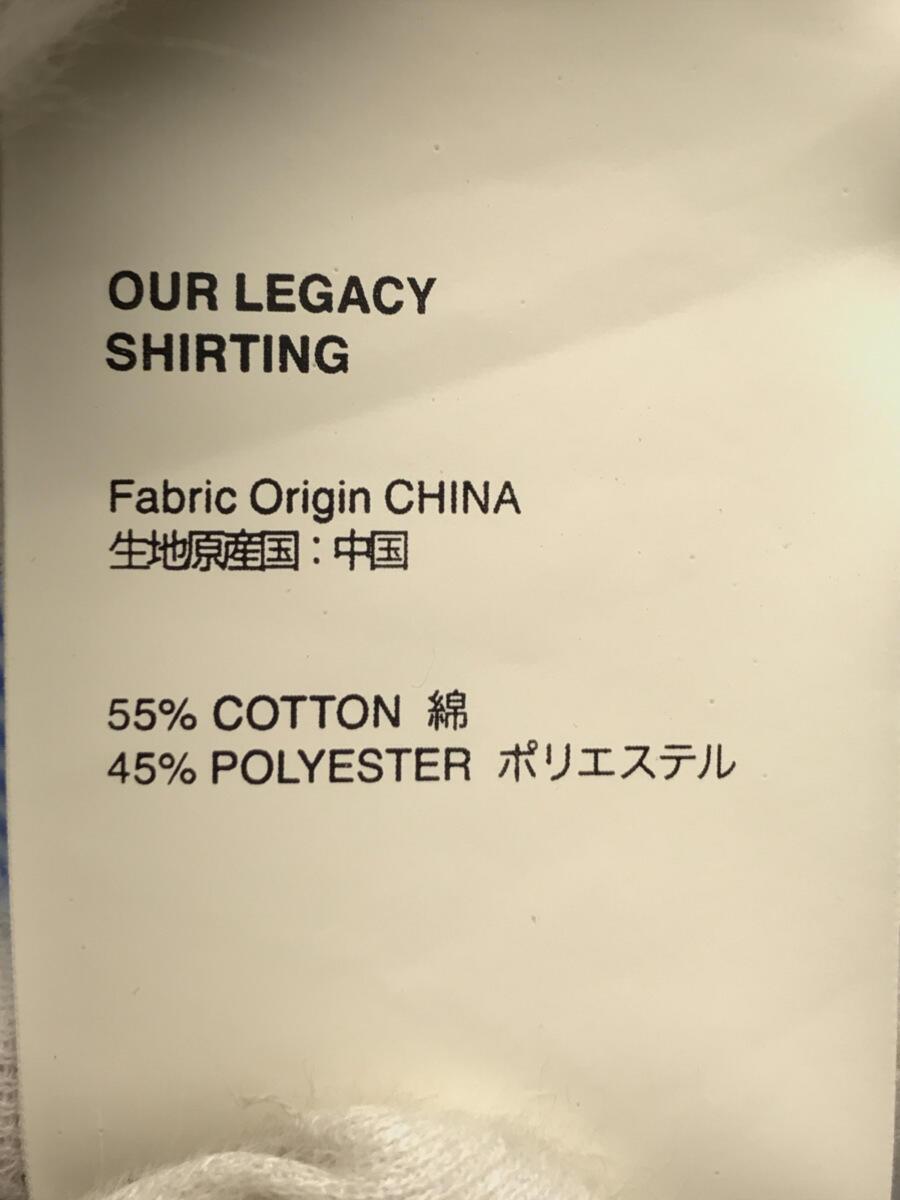 OUR LEGACY
SHIRTING
Fabric Origin CHINA
生地原産国：中国
55% COTTON 綿
45% POLYESTER ポリエステル